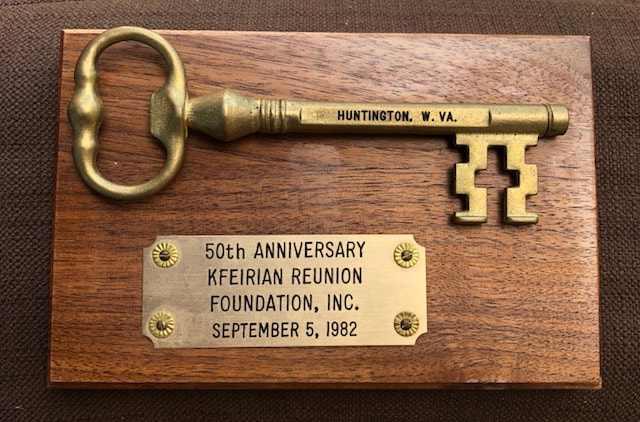 HUNTINGTON, W. VA.
50th ANNIVERSARY
KFEIRIAN REUNION
FOUNDATION, INC.
SEPTEMBER 5, 1982